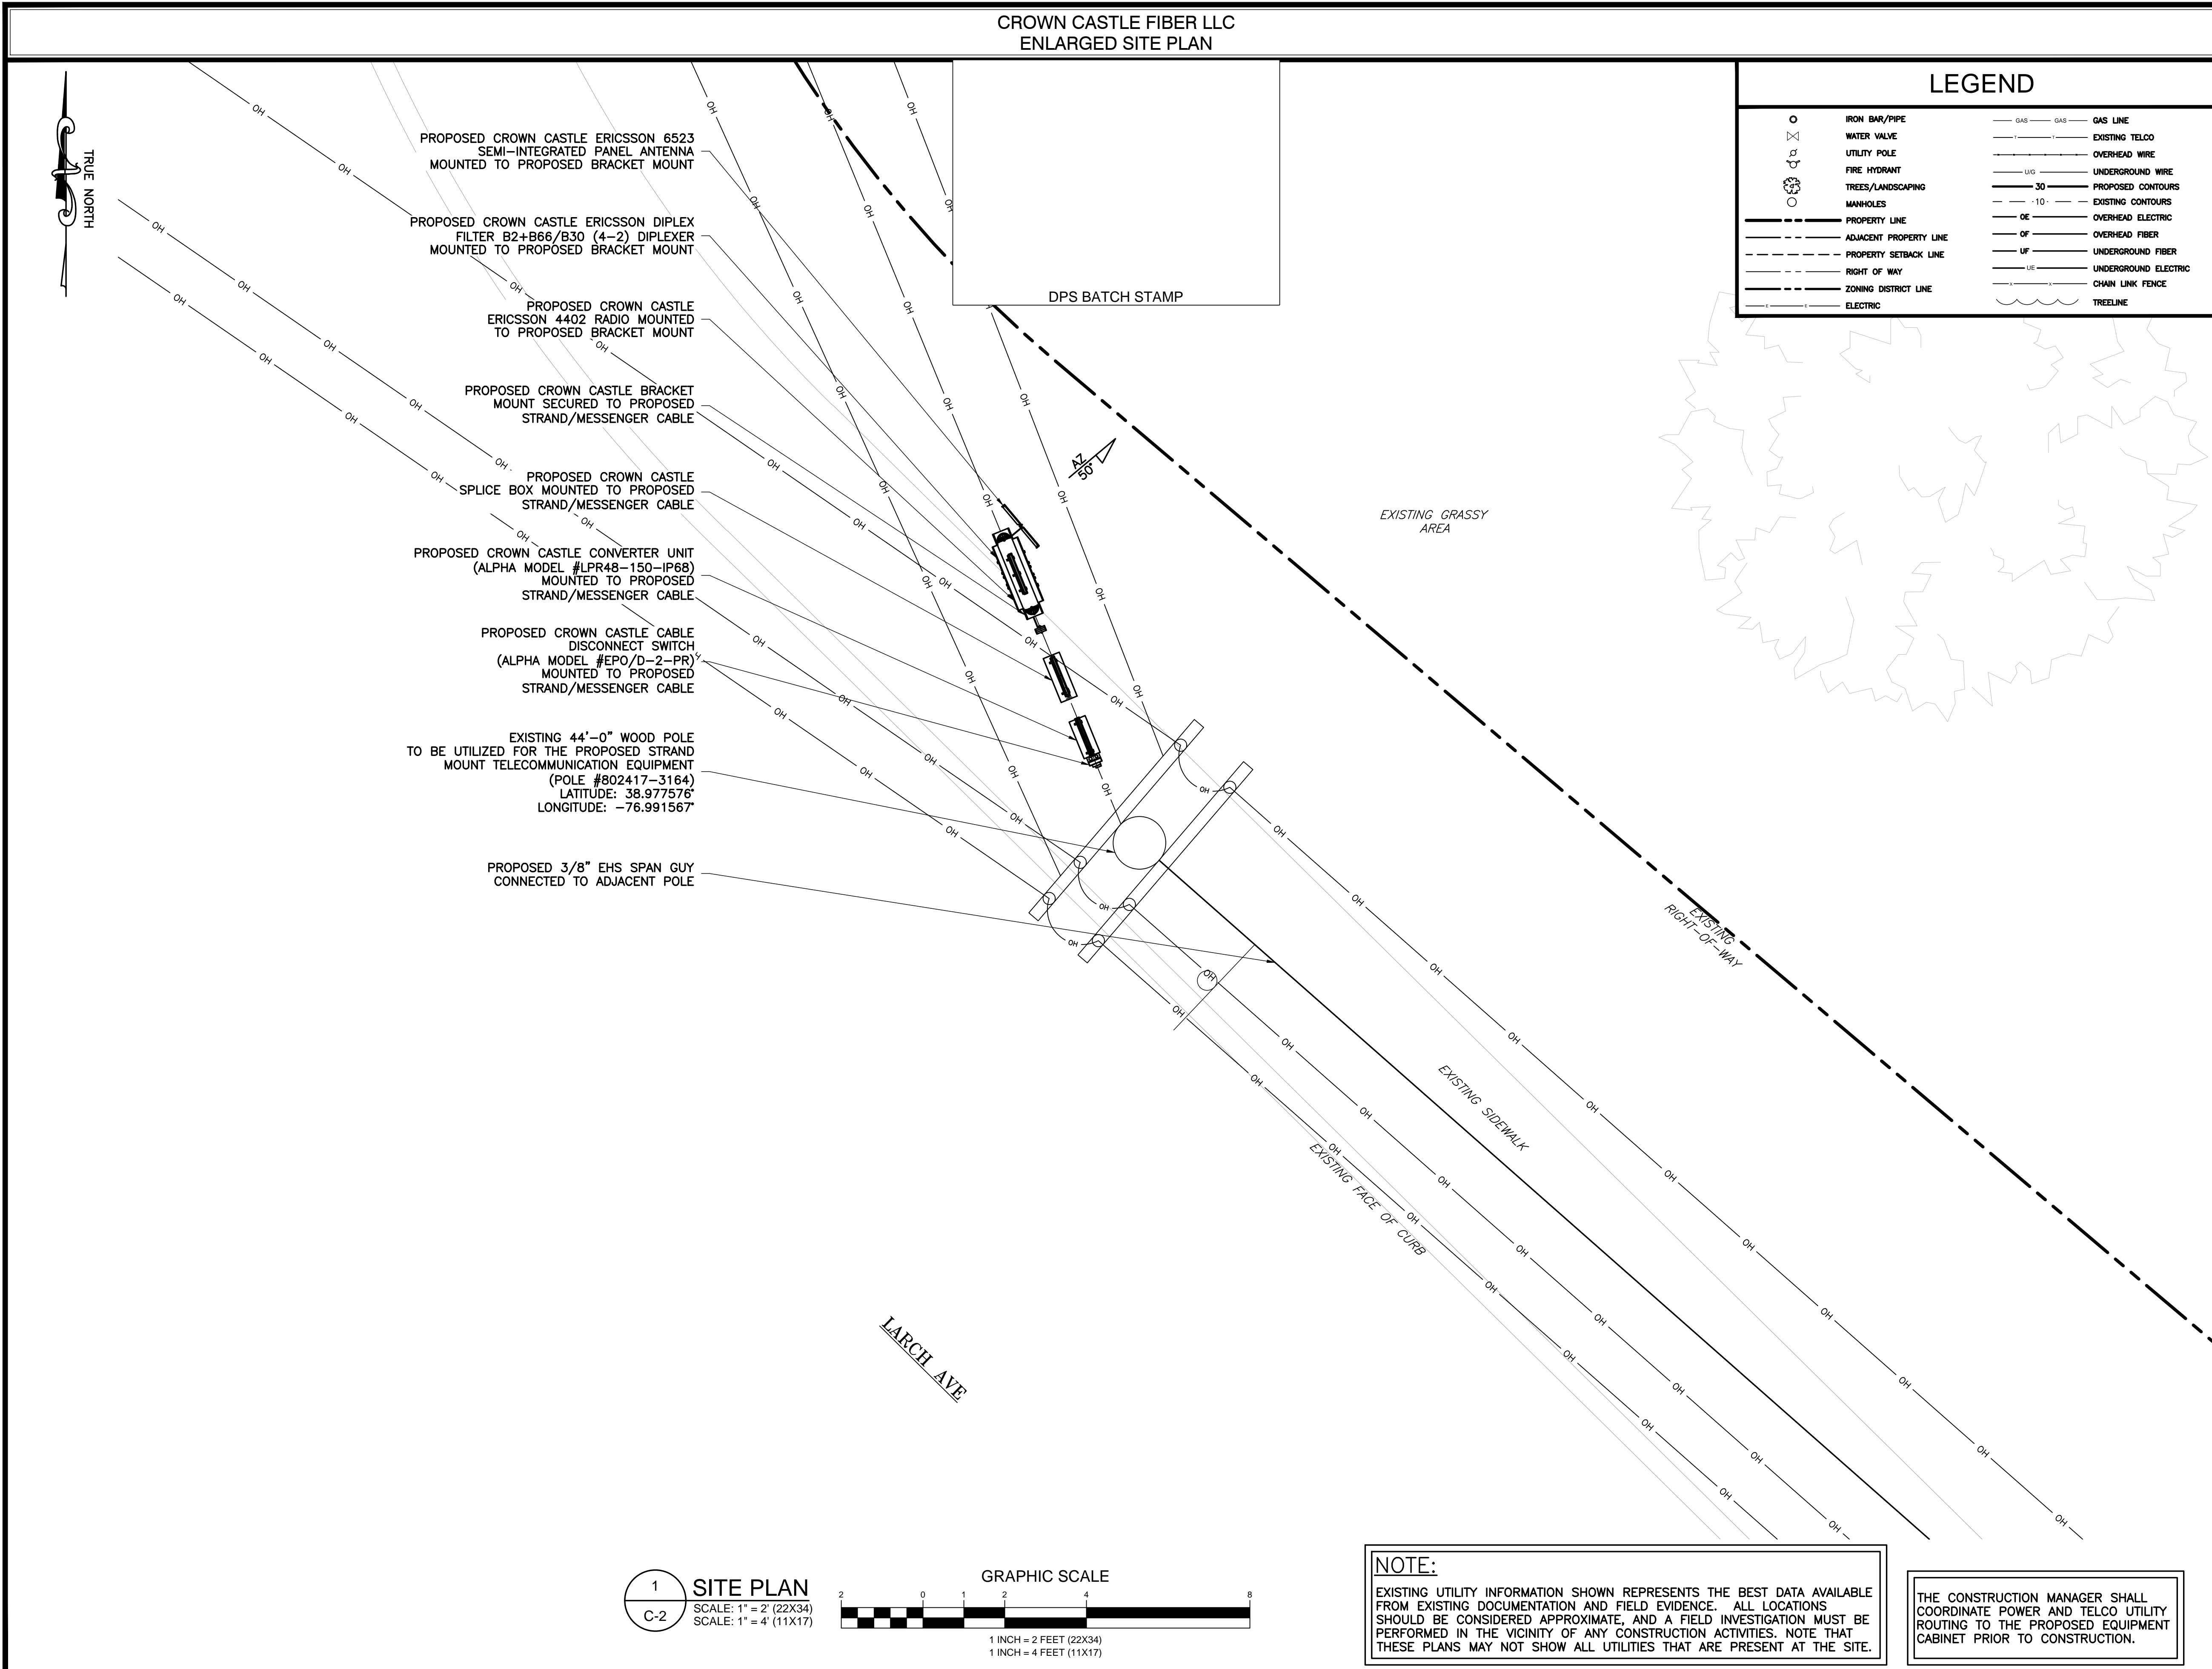 CROWN CASTLE FIBER LLC
ENLARGED SITE PLAN
TRUE NORTH
DPS BATCH STAMP
LEGEND
IRON BAR/PIPE
WATER VALVE
UTILITY POLE
FIRE HYDRANT
TREES/LANDSCAPING
MANHOLES
PROPERTY LINE
ADJACENT PROPERTY LINE
PROPERTY SETBACK LINE
RIGHT OF WAY
ZONING DISTRICT LINE
E E ELECTRIC
GAS GAS GAS LINE
T T EXISTING TELCO
OVERHEAD WIRE
U/G UNDERGROUND WIRE
30 PROPOSED CONTOURS
10 EXISTING CONTOURS
OE OVERHEAD ELECTRIC
OF OVERHEAD FIBER
UF UNDERGROUND FIBER
UE UNDERGROUND ELECTRIC
X X CHAIN LINK FENCE
TREELINE
PROPOSED CROWN CASTLE ERICSSON 6523
SEMI-INTEGRATED PANEL ANTENNA
MOUNTED TO PROPOSED BRACKET MOUNT
PROPOSED CROWN CASTLE ERICSSON DIPLEX
FILTER B2+B66/B30 (4-2) DIPLEXER
MOUNTED TO PROPOSED BRACKET MOUNT
PROPOSED CROWN CASTLE
ERICSSON 4402 RADIO MOUNTED
TO PROPOSED BRACKET MOUNT
PROPOSED CROWN CASTLE BRACKET
MOUNT SECURED TO PROPOSED
STRAND/MESSENGER CABLE
PROPOSED CROWN CASTLE
SPLICE BOX MOUNTED TO PROPOSED
STRAND/MESSENGER CABLE
PROPOSED CROWN CASTLE CONVERTER UNIT
(ALPHA MODEL #LPR48-150-IP68)
MOUNTED TO PROPOSED
STRAND/MESSENGER CABLE
PROPOSED CROWN CASTLE CABLE
DISCONNECT SWITCH
(ALPHA MODEL #EPO/D-2-PR)
MOUNTED TO PROPOSED
STRAND/MESSENGER CABLE
EXISTING 44'-0" WOOD POLE
TO BE UTILIZED FOR THE PROPOSED STRAND
MOUNT TELECOMMUNICATION EQUIPMENT
(POLE #802417-3164)
LATITUDE: 38.977576°
LONGITUDE: -76.991567°
PROPOSED 3/8" EHS SPAN GUY
CONNECTED TO ADJACENT POLE
AZ
50°
EXISTING GRASSY
AREA
EXISTING
RIGHT-OF-WAY
EXISTING SIDEWALK
EXISTING FACE OF CURB
LARCH AVE
OH
1
C-2
SITE PLAN
SCALE: 1" = 2' (22X34)
SCALE: 1" = 4' (11X17)
GRAPHIC SCALE
2 0 1 2 4 8
1 INCH = 2 FEET (22X34)
1 INCH = 4 FEET (11X17)
NOTE:
EXISTING UTILITY INFORMATION SHOWN REPRESENTS THE BEST DATA AVAILABLE
FROM EXISTING DOCUMENTATION AND FIELD EVIDENCE. ALL LOCATIONS
SHOULD BE CONSIDERED APPROXIMATE, AND A FIELD INVESTIGATION MUST BE
PERFORMED IN THE VICINITY OF ANY CONSTRUCTION ACTIVITIES. NOTE THAT
THESE PLANS MAY NOT SHOW ALL UTILITIES THAT ARE PRESENT AT THE SITE.
THE CONSTRUCTION MANAGER SHALL
COORDINATE POWER AND TELCO UTILITY
ROUTING TO THE PROPOSED EQUIPMENT
CABINET PRIOR TO CONSTRUCTION.